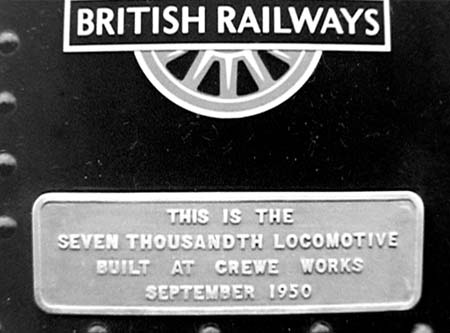 BRITISH RAILWAYS
THIS IS THE
SEVEN THOUSANDTH LOCOMOTIVE
BUILT AT CREWE WORKS
SEPTEMBER 1950